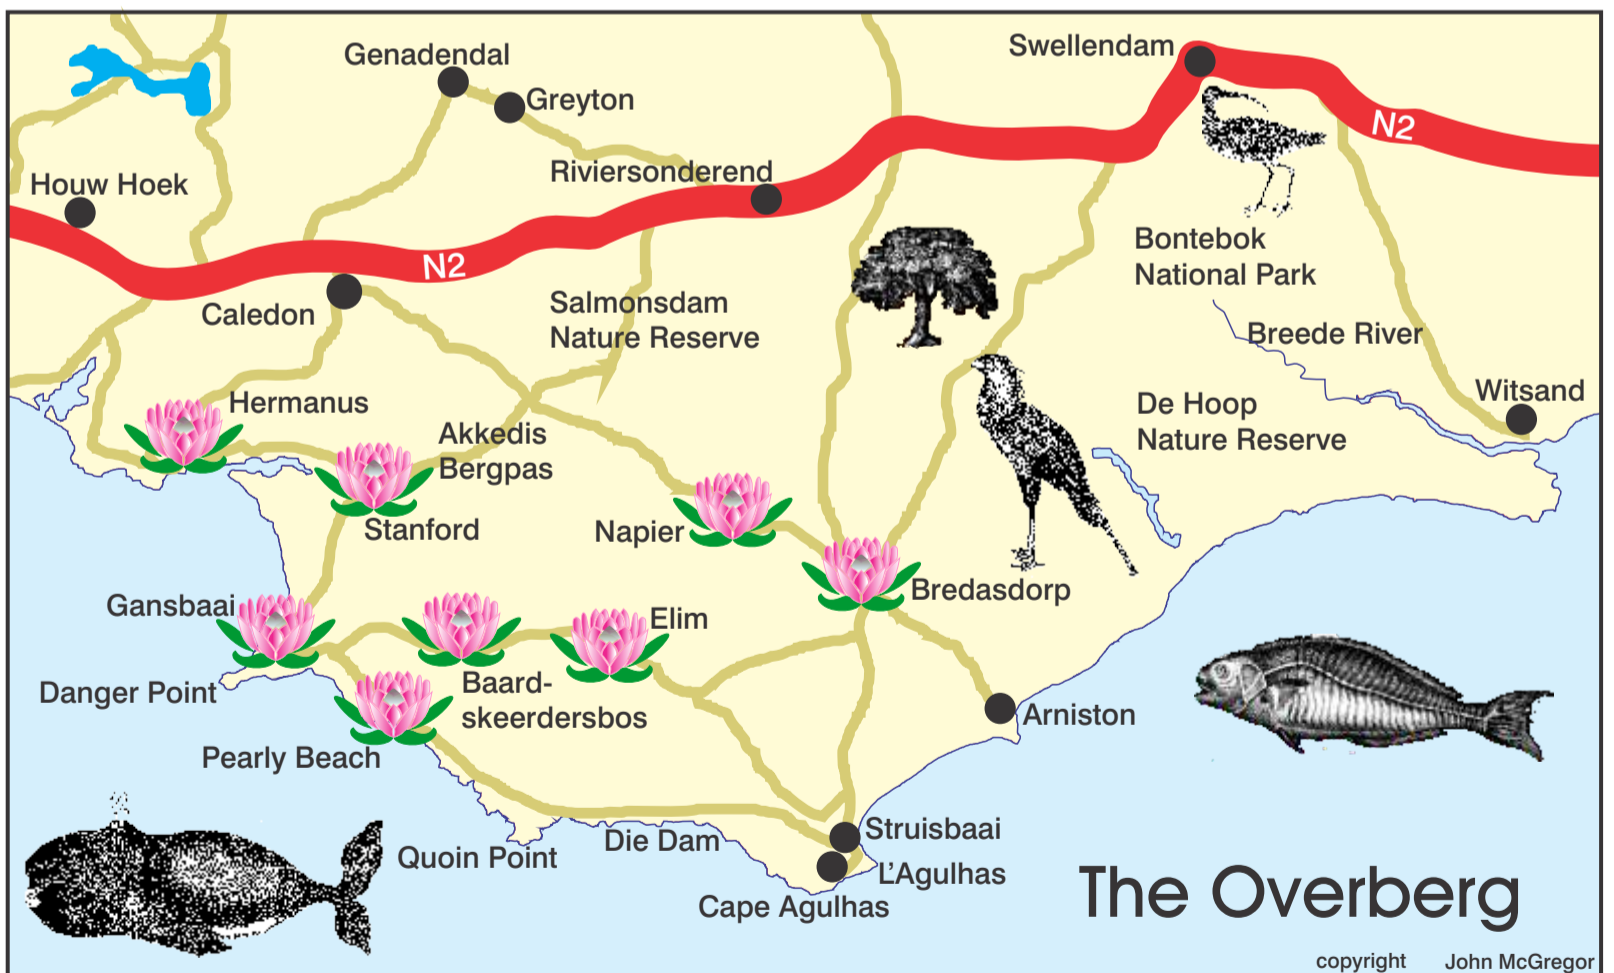 Swellendam
Genadendal
Greyton
N2
Riviersonderend
Houw Hoek
Bontebok
National Park
N2
Salmonsdam
Nature Reserve
Caledon
Breede River
Witsand
Hermanus
De Hoop
Nature Reserve
Akkedis
Bergpas
Stanford
Napier
Bredasdorp
Gansbaai
Elim
Danger Point
Baard-
skeerdersbos
Arniston
Pearly Beach
Struisbaai
Die Dam
Quoin Point
L'Agulhas
Cape Agulhas
The Overberg
copyright John McGregor